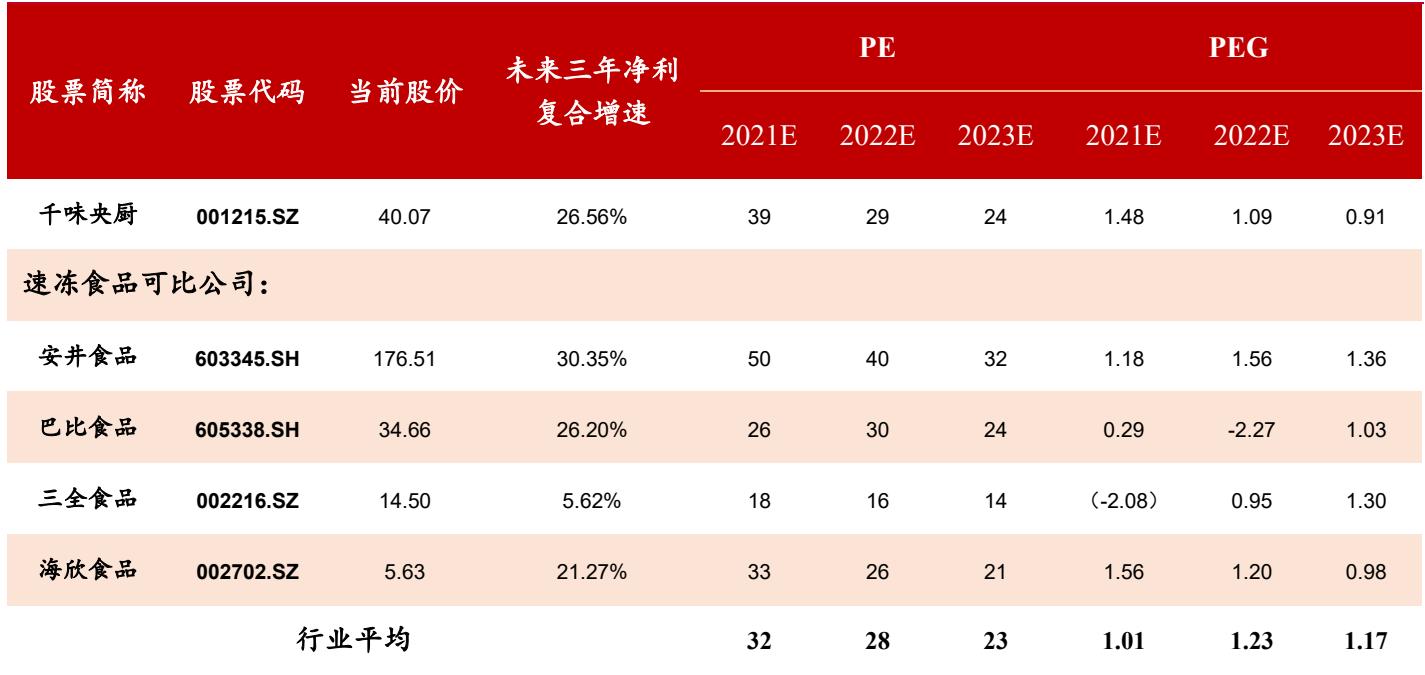 股票简称 股票代码 当前股价 未来三年净利复合增速 PE PEG
2021E 2022E 2023E 2021E 2022E 2023E
千味央厨 001215.SZ 40.07 26.56% 39 29 24 1.48 1.09 0.91
速冻食品可比公司：
安井食品 603345.SH 176.51 30.35% 50 40 32 1.18 1.56 1.36
巴比食品 605338.SH 34.66 26.20% 26 30 24 0.29 -2.27 1.03
三全食品 002216.SZ 14.50 5.62% 18 16 14 （-2.08） 0.95 1.30
海欣食品 002702.SZ 5.63 21.27% 33 26 21 1.56 1.20 0.98
行业平均 32 28 23 1.01 1.23 1.17